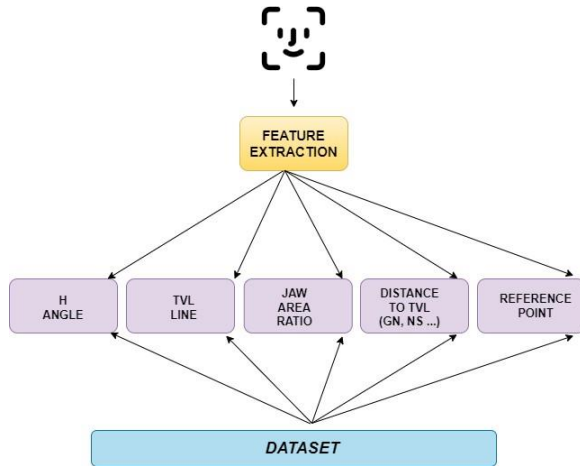 FEATURE
EXTRACTION
H
ANGLE
TVL
LINE
JAW
AREA
RATIO
DISTANCE
TO TVL
(GN, NS ...)
REFERENCE
POINT
DATASET